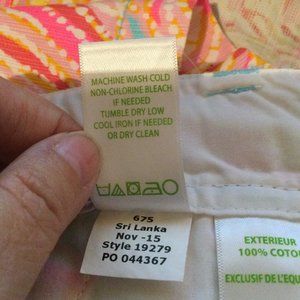 MACHINE WASH COLD
NON-CHLORINE BLEACH
IF NEEDED
TUMBLE DRY LOW
COOL IRON IF NEEDED
OR DRY CLEAN
675
Sri Lanka
Nov -15
Style 19279
PO 044367
EXTERIEUR
100% COTO
EXCLUSIF DE L'EQU